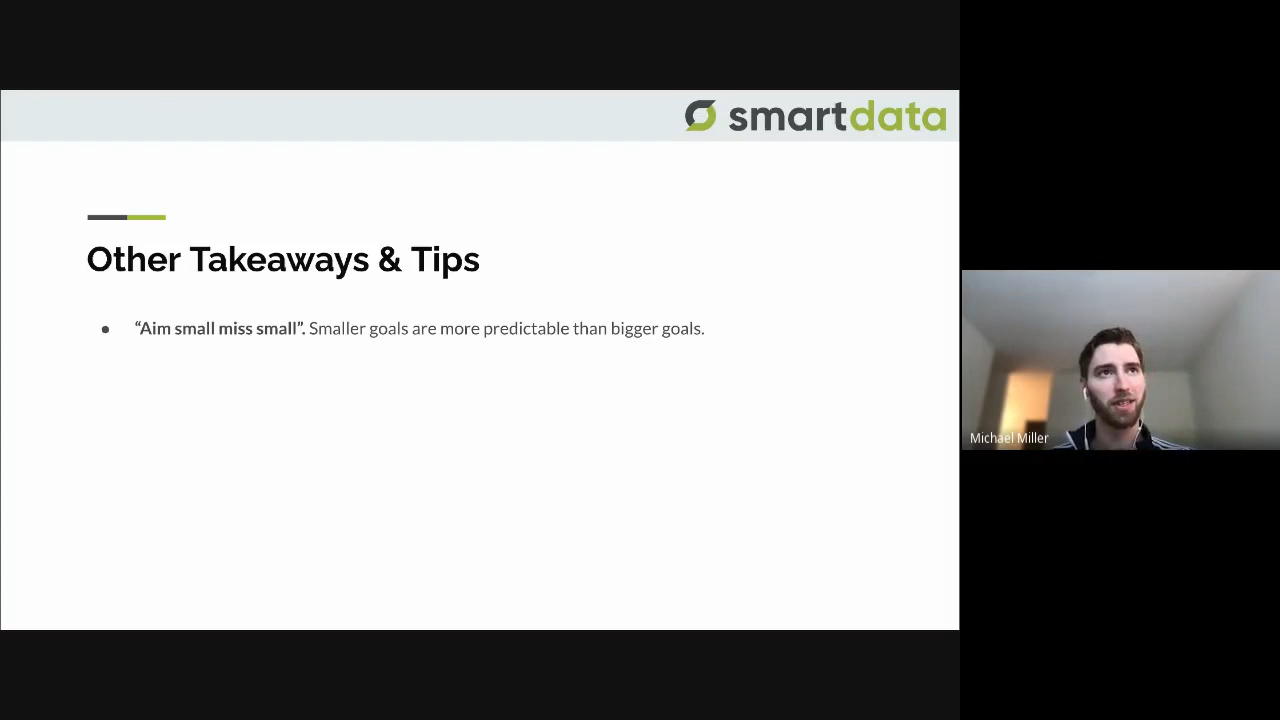 smartdata
Other Takeaways & Tips
● “Aim small miss small”. Smaller goals are more predictable than bigger goals.
Michael Miller